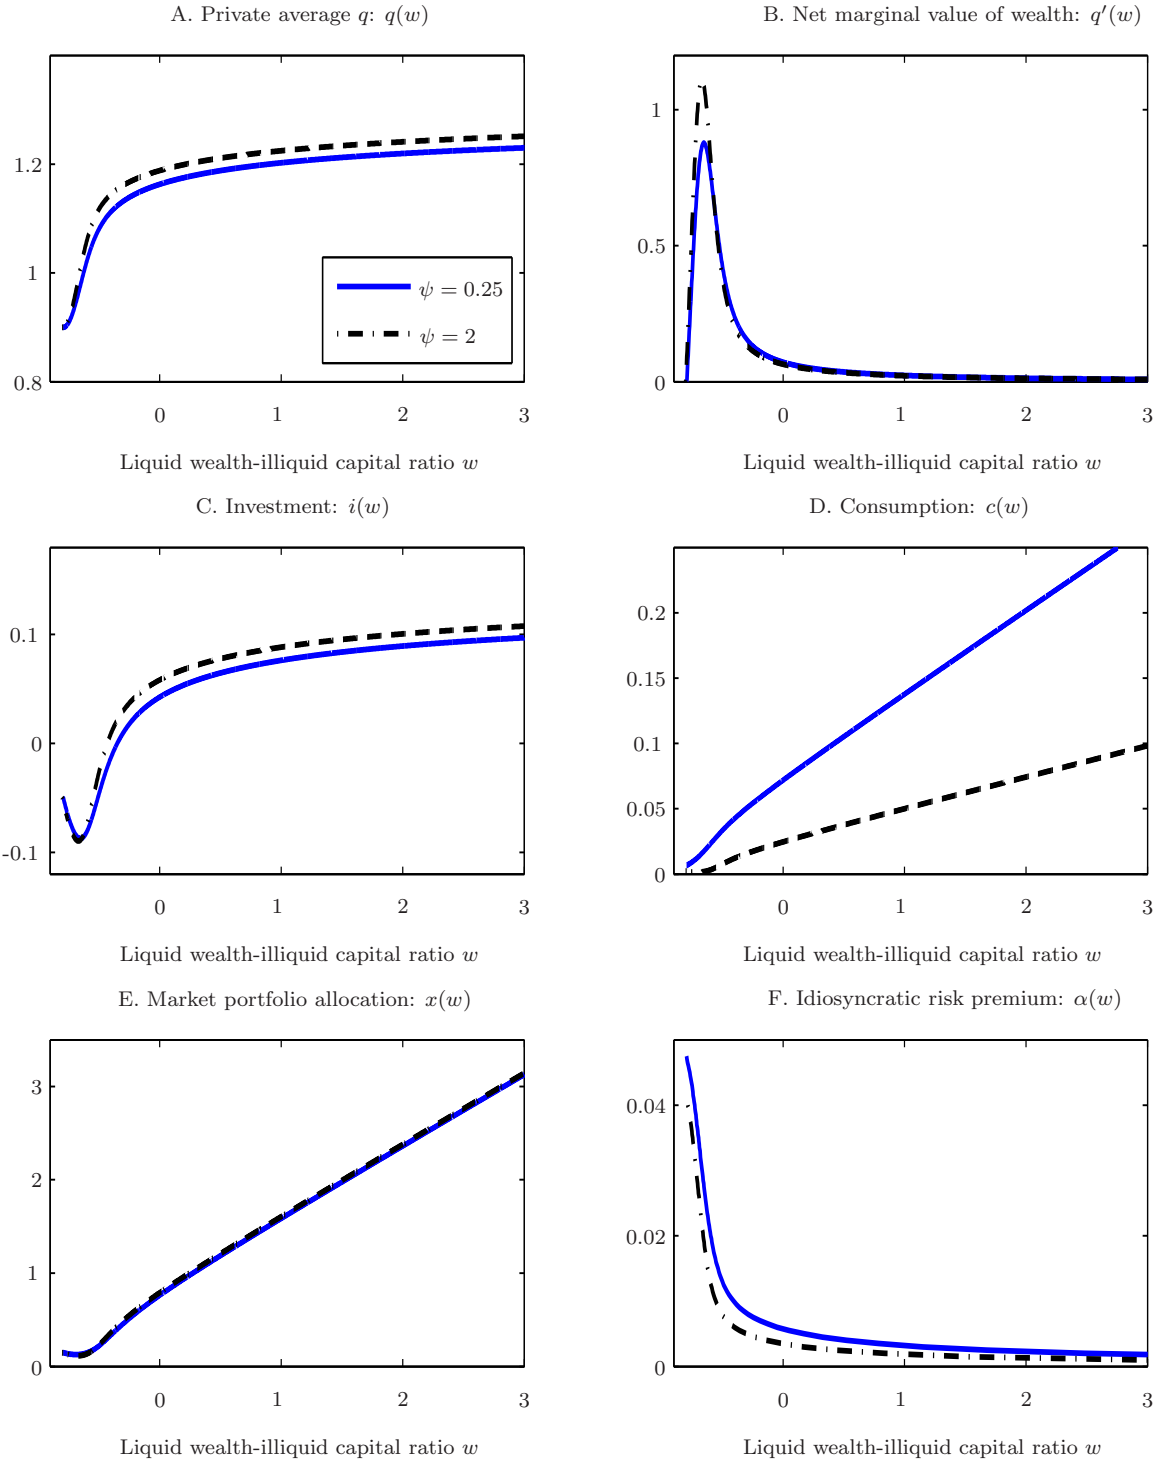 A. Private average q: q(w)
1.2
1
0.8
ψ = 0.25
ψ = 2
0 1 2 3
Liquid wealth-illiquid capital ratio w
B. Net marginal value of wealth: q′(w)
1
0.5
0
0 1 2 3
Liquid wealth-illiquid capital ratio w
C. Investment: i(w)
0.1
0
-0.1
0 1 2 3
Liquid wealth-illiquid capital ratio w
D. Consumption: c(w)
0.2
0.15
0.1
0.05
0
0 1 2 3
Liquid wealth-illiquid capital ratio w
E. Market portfolio allocation: x(w)
3
2
1
0
0 1 2 3
Liquid wealth-illiquid capital ratio w
F. Idiosyncratic risk premium: α(w)
0.04
0.02
0
0 1 2 3
Liquid wealth-illiquid capital ratio w